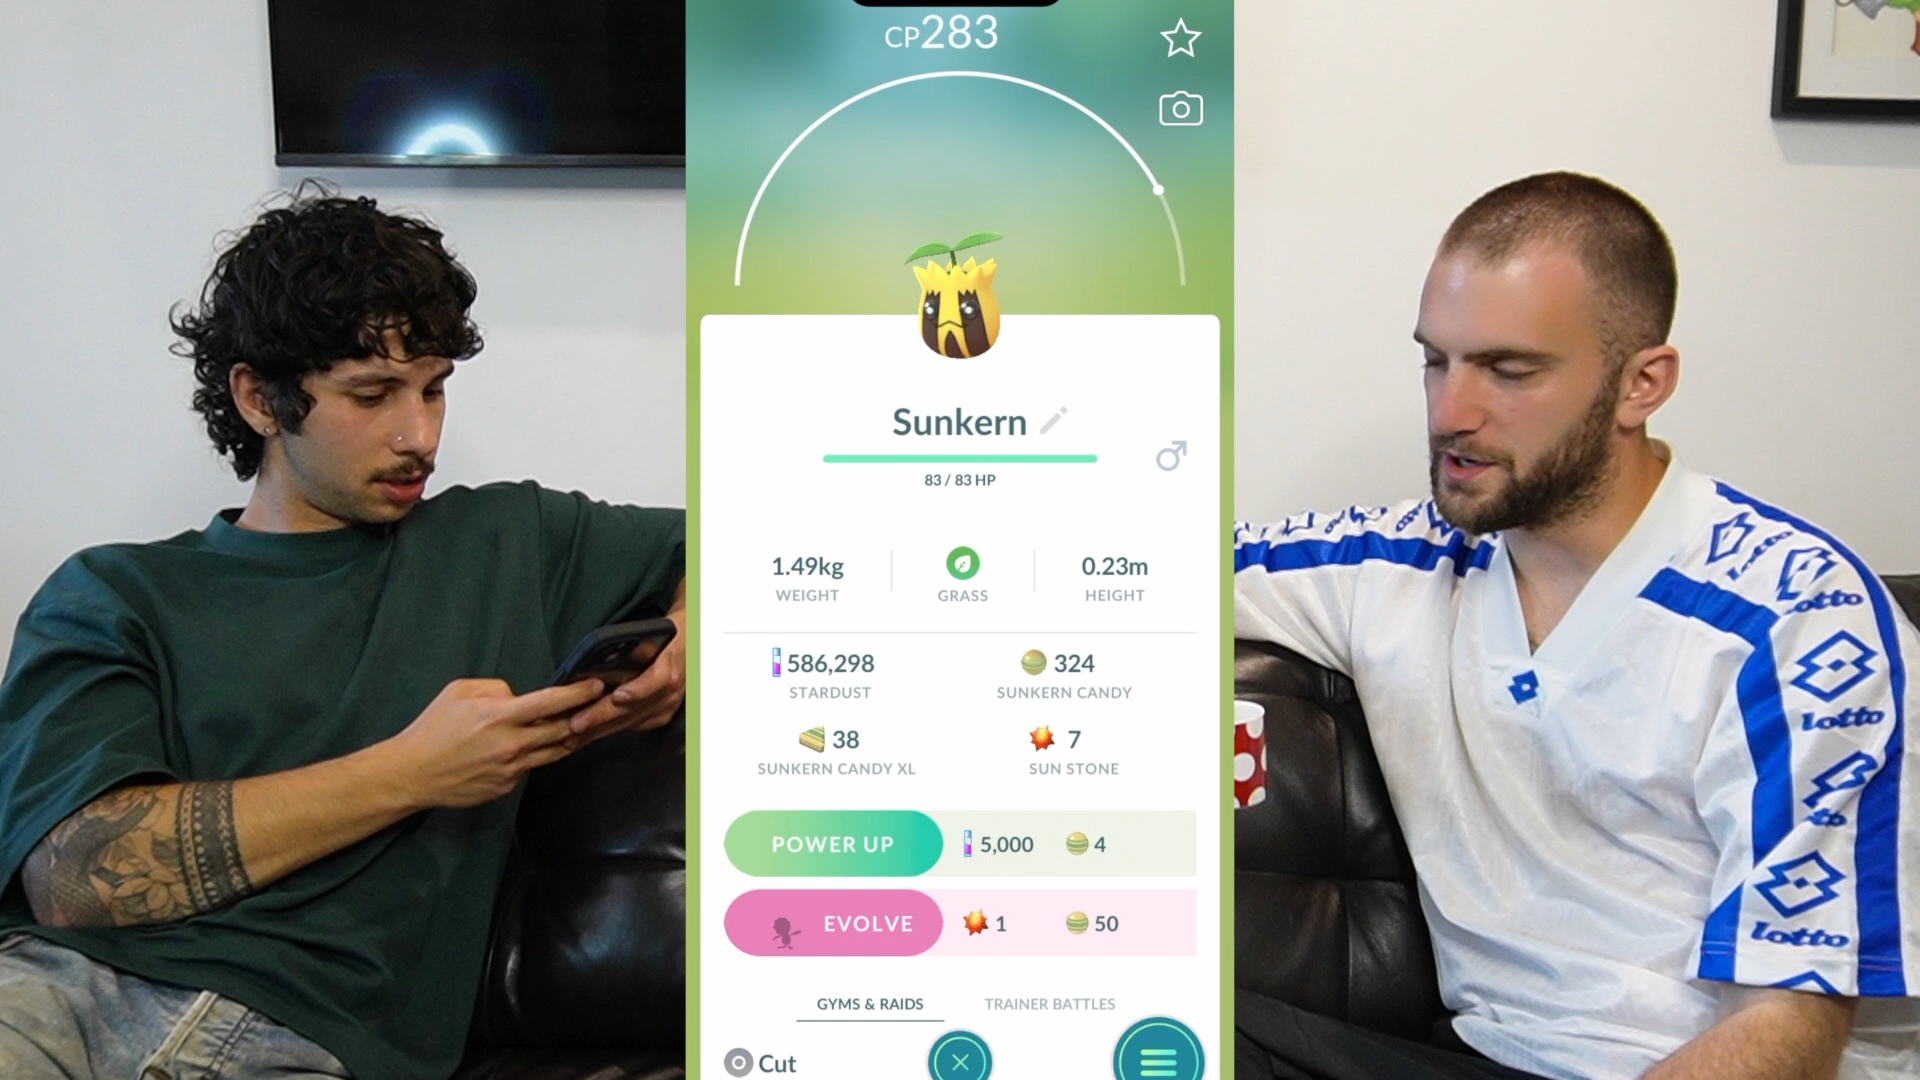 CP283
Sunkern
83 / 83 HP
1.49kg
WEIGHT
GRASS
0.23m
HEIGHT
586,298
STARDUST
324
SUNKERN CANDY
38
SUNKERN CANDY XL
7
SUN STONE
POWER UP
5,000
4
EVOLVE
1
50
GYMS & RAIDS
TRAINER BATTLES
Cut
lotto
lotto
lotto